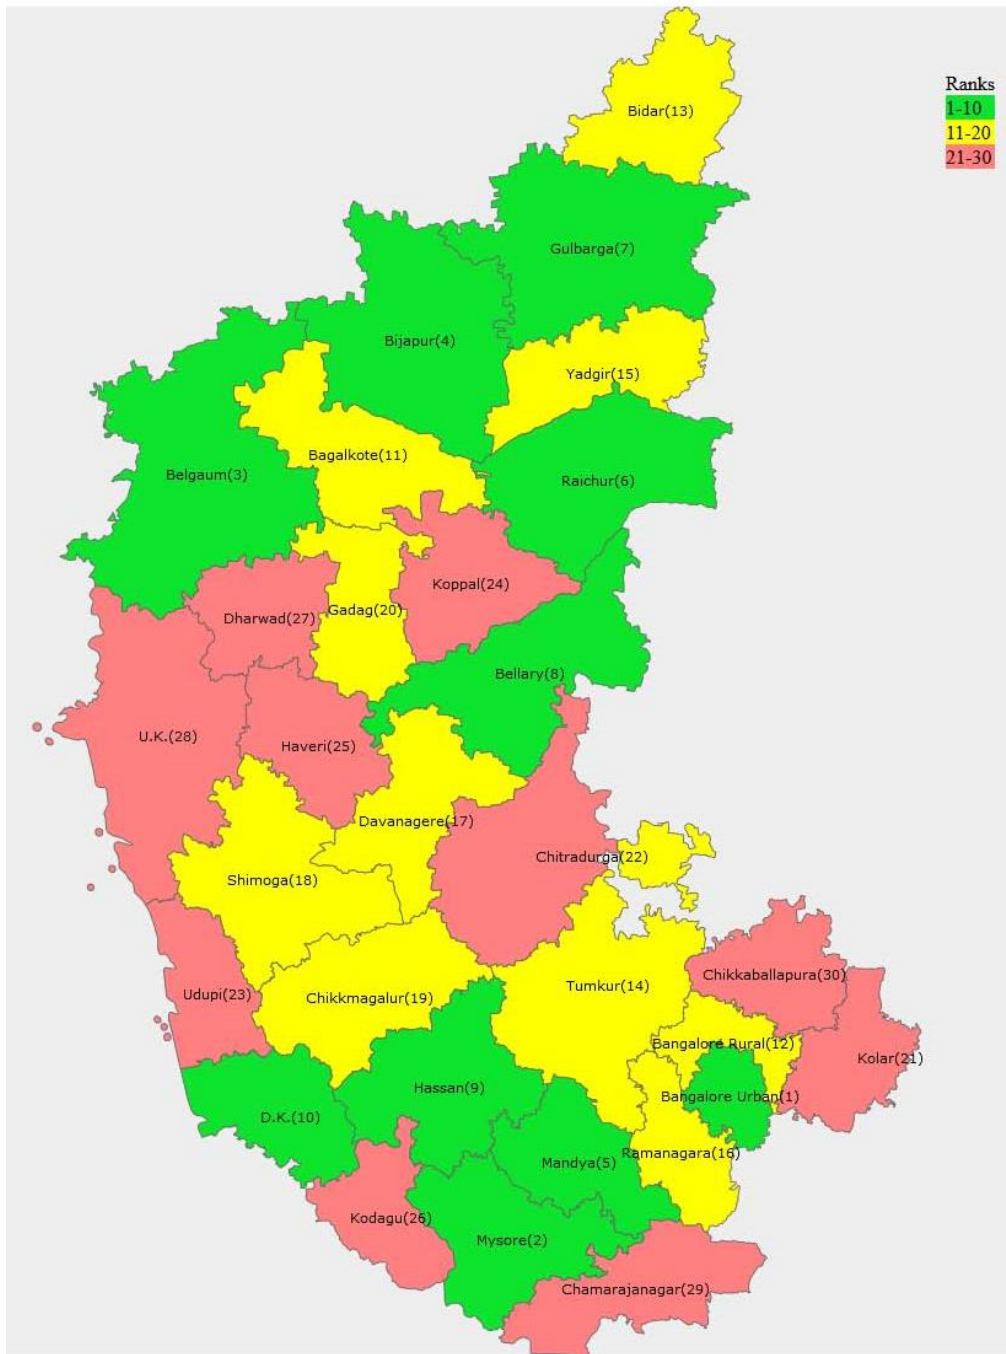 Ranks
1-10
11-20
21-30
Bidar(13)
Gulbarga(7)
Bijapur(4)
Yadgir(15)
Bagalkote(11)
Belgaum(3)
Raichur(6)
Koppal(24)
Gadag(20)
Dharwad(27)
Bellary(8)
U.K.(28)
Haveri(25)
Davanagere(17)
Chitradurga(22)
Shimoga(18)
Chikkaballapura(30)
Tumkur(14)
Udupi(23)
Chikkmagalur(19)
Bangalore Rural(12)
Kolar(21)
Hassan(9)
Bangalore Urban(1)
D.K.(10)
Ramanagara(16)
Mandya(5)
Kodagu(26)
Mysore(2)
Chamarajanagar(29)